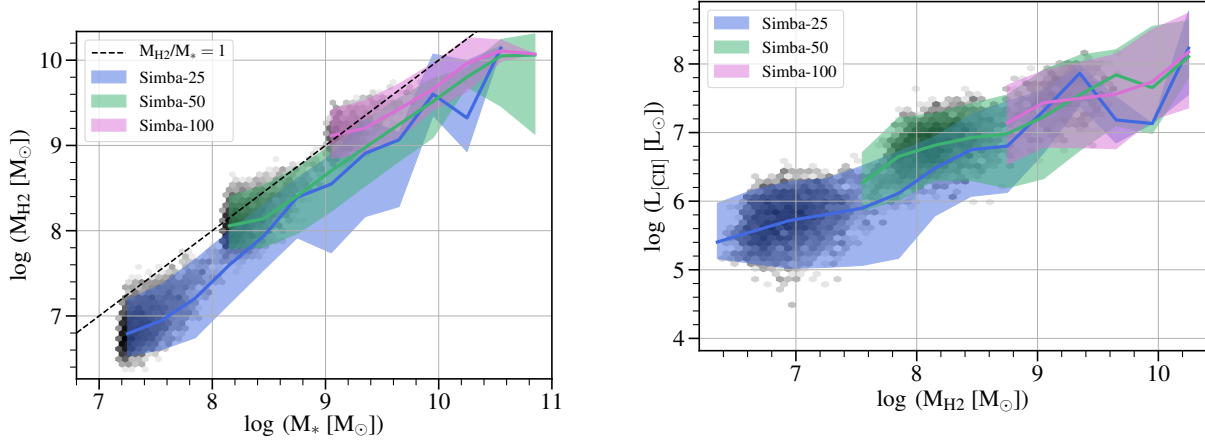 M_H2/M_* = 1
Simba-25
Simba-50
Simba-100
10
9
8
7
log (M_H2 [M_⊙])
7
8
9
10
11
log (M_* [M_⊙])
Simba-25
Simba-50
Simba-100
8
7
6
5
4
log (L_[CII] [L_⊙])
7
8
9
10
log (M_H2 [M_⊙])